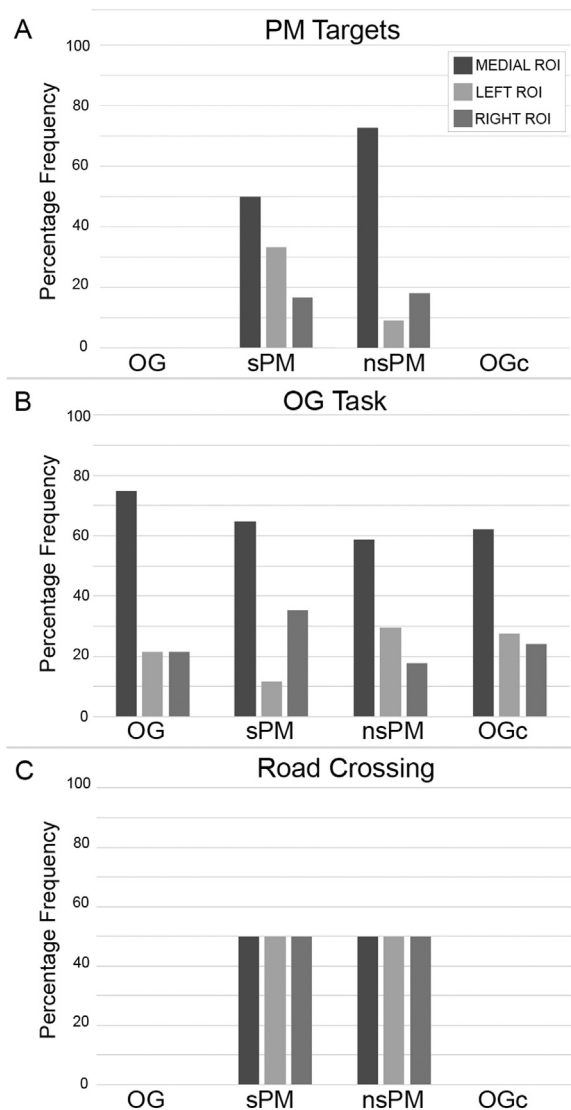 A
PM Targets
100
80
60
40
20
0
Percentage Frequency
MEDIAL ROI
LEFT ROI
RIGHT ROI
OG sPM nsPM OGc
B
OG Task
100
80
60
40
20
0
Percentage Frequency
OG sPM nsPM OGc
C
Road Crossing
100
80
60
40
20
0
Percentage Frequency
OG sPM nsPM OGc